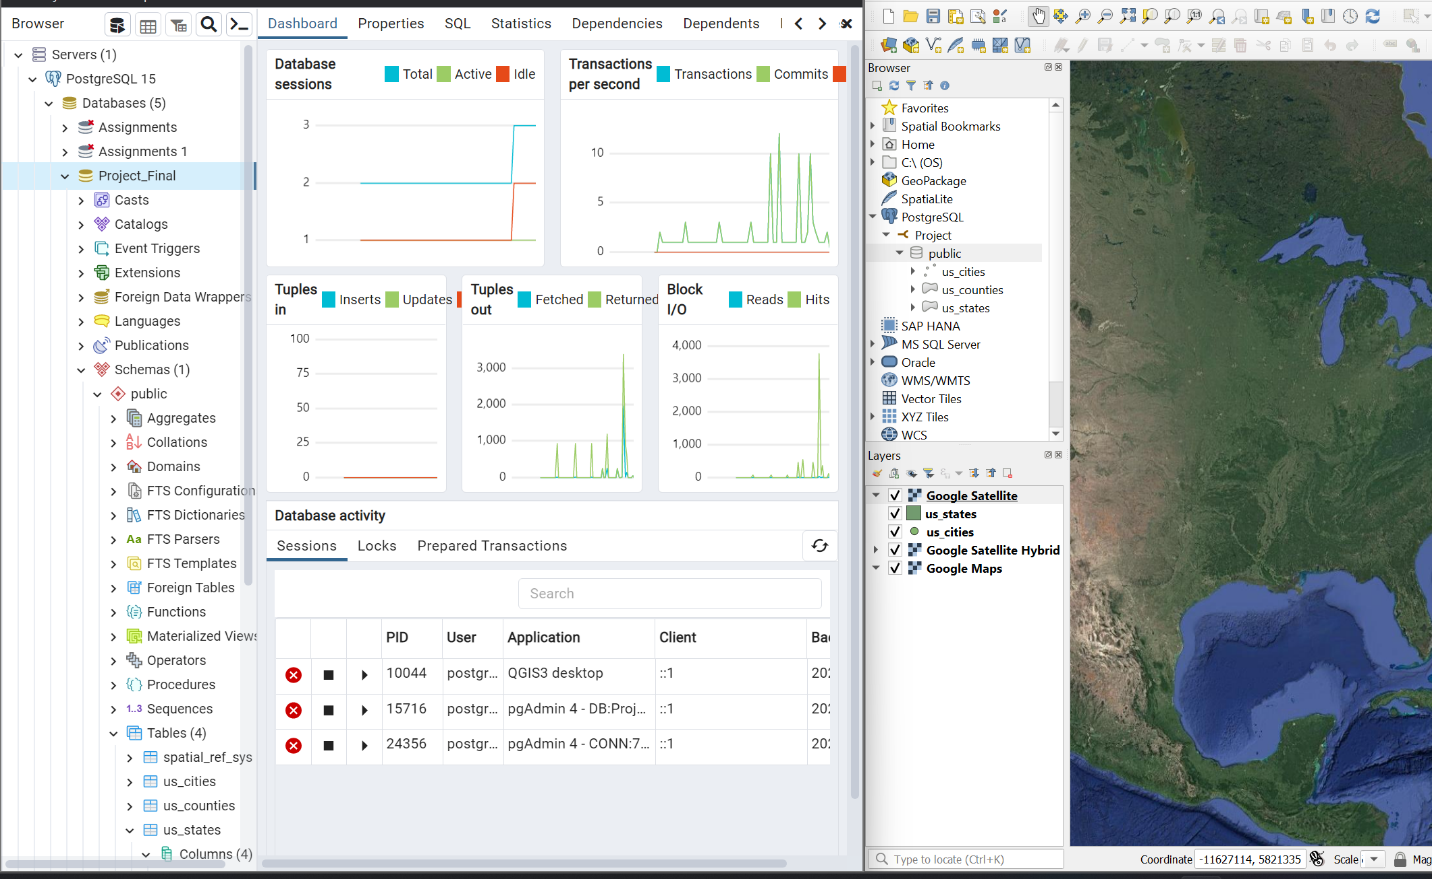 Browser
Servers (1)
PostgreSQL 15
Databases (5)
Assignments
Assignments 1
Project_Final
Casts
Catalogs
Event Triggers
Extensions
Foreign Data Wrappers
Languages
Publications
Schemas (1)
public
Aggregates
Collations
Domains
FTS Configuration
FTS Dictionaries
FTS Parsers
FTS Templates
Foreign Tables
Functions
Materialized Views
Operators
Procedures
1..3 Sequences
Tables (4)
spatial_ref_sys
us_cities
us_counties
us_states
Columns (4)
Dashboard Properties SQL Statistics Dependencies Dependents
Database sessions
Total Active Idle
3
2
1
Transactions per second
Transactions Commits
10
5
0
Tuples in
Inserts Updates
100
75
50
25
0
Tuples out
Fetched Returned
3,000
2,000
1,000
0
Block I/O
Reads Hits
4,000
3,000
2,000
1,000
0
Database activity
Sessions Locks Prepared Transactions
Search
PID User Application Client Bac
10044 postgr... QGIS3 desktop ::1 202
15716 postgr... pgAdmin 4 - DB:Proj... ::1 202
24356 postgr... pgAdmin 4 - CONN:7... ::1 202
Browser
Favorites
Spatial Bookmarks
Home
C:\ (OS)
GeoPackage
SpatiaLite
PostgreSQL
Project
public
us_cities
us_counties
us_states
SAP HANA
MS SQL Server
Oracle
WMS/WMTS
Vector Tiles
XYZ Tiles
WCS
Layers
Google Satellite
us_states
us_cities
Google Satellite Hybrid
Google Maps
Type to locate (Ctrl+K)
Coordinate -11627114, 5821335 Scale Mag